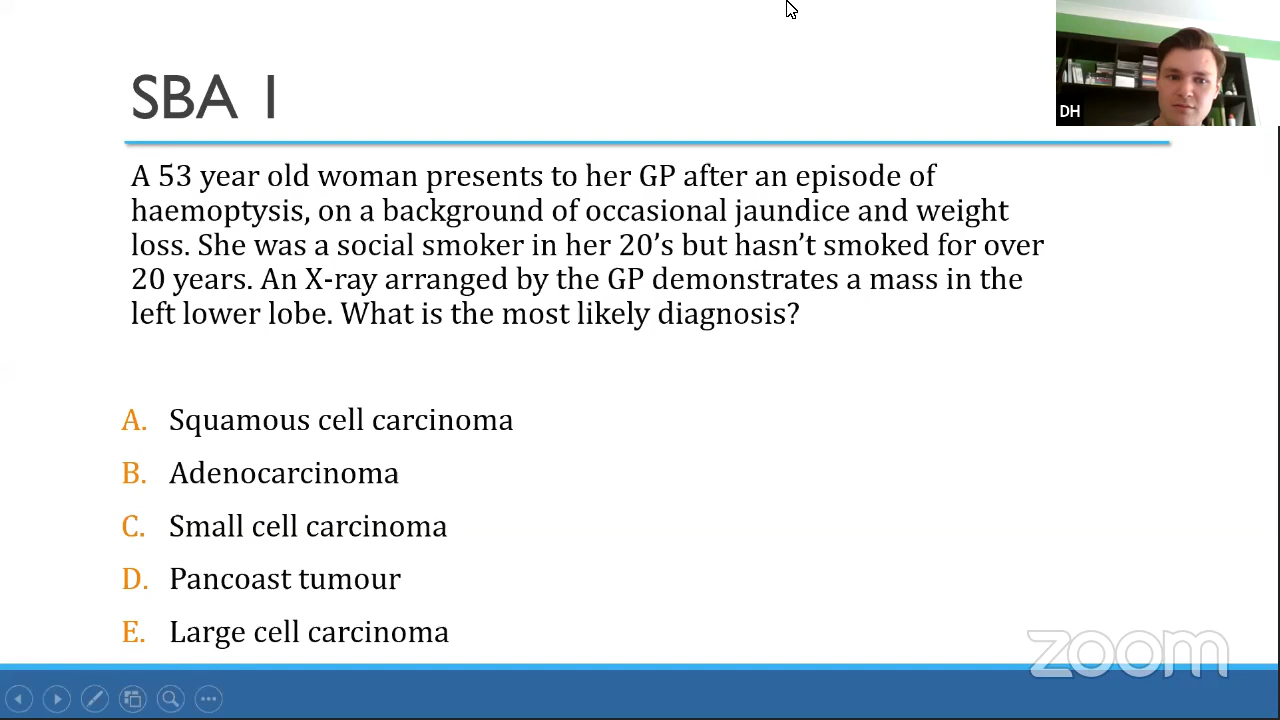 SBA 1
DH
A 53 year old woman presents to her GP after an episode of
haemoptysis, on a background of occasional jaundice and weight
loss. She was a social smoker in her 20’s but hasn’t smoked for over
20 years. An X-ray arranged by the GP demonstrates a mass in the
left lower lobe. What is the most likely diagnosis?
A. Squamous cell carcinoma
B. Adenocarcinoma
C. Small cell carcinoma
D. Pancoast tumour
E. Large cell carcinoma
zoom